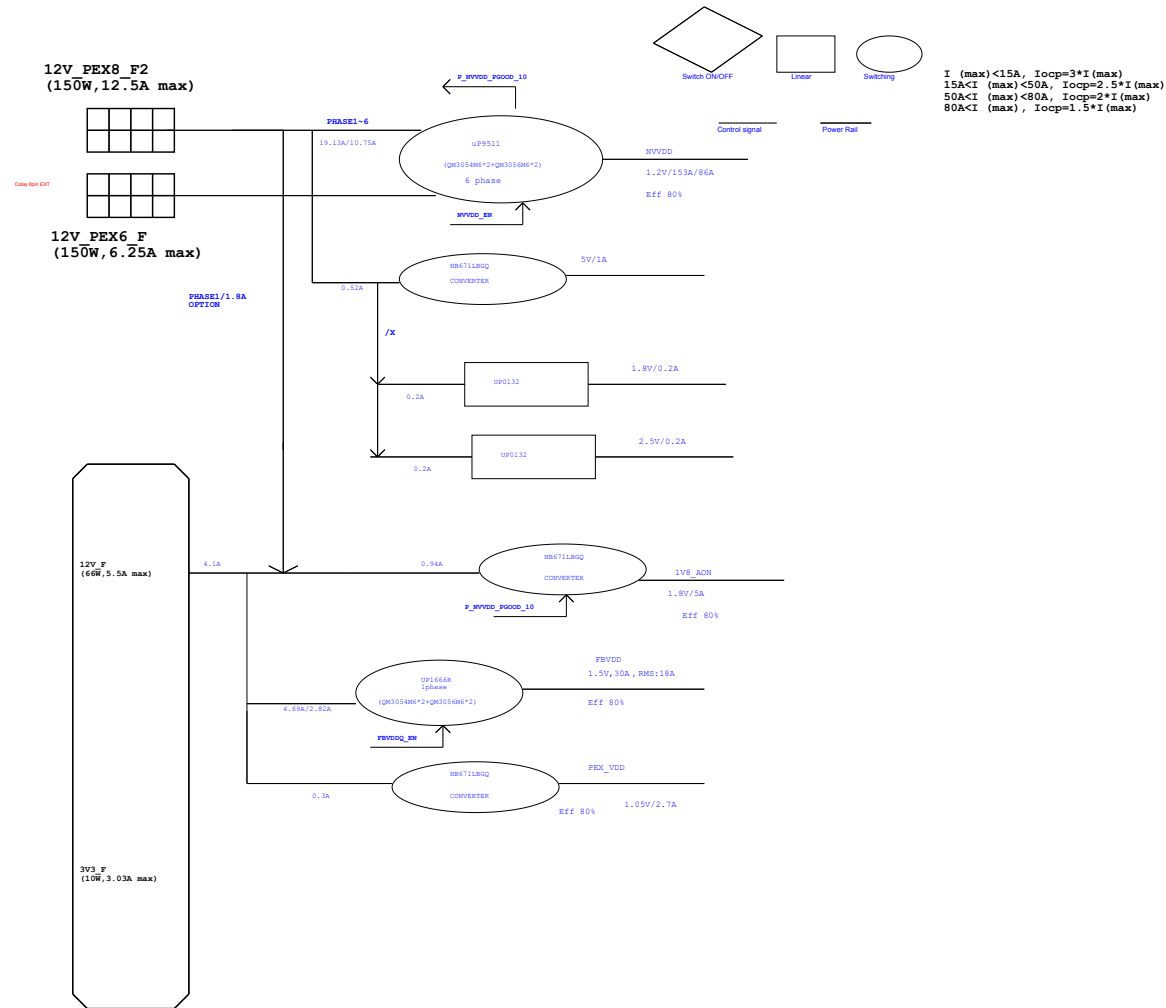 P_NVVDD_PGOOD_10
Switch ON/OFF
Linear
Switching
I (max)<15A, Iocp=3*I(max)
15A<I (max)<50A, Iocp=2.5*I(max)
50A<I (max)<80A, Iocp=2*I(max)
80A<I (max), Iocp=1.5*I(max)
Control signal
Power Rail
12V_PEX8_F2
(150W,12.5A max)
PHASE1~6
19.13A/10.75A
uP9511
(QM3054M6*2+QM3056M6*2)
6 phase
NVVDD
1.2V/153A/86A
Eff 80%
NVVDD_EN
Colay 8pin EXT
12V_PEX6_F
(150W,6.25A max)
NB671LBGQ
CONVERTER
5V/1A
0.52A
PHASE1/1.8A
OPTION
/X
UP0132
1.8V/0.2A
0.2A
UP0132
2.5V/0.2A
0.2A
12V_F
(66W,5.5A max)
4.1A
0.94A
NB671LBGQ
CONVERTER
1V8_AON
1.8V/5A
Eff 80%
P_NVVDD_PGOOD_10
UP1666R
1phase
(QM3054M6*2+QM3056M6*2)
FBVDD
1.5V,30A,RMS:18A
Eff 80%
4.69A/2.82A
FBVDDQ_EN
NB671LBGQ
CONVERTER
PEX_VDD
1.05V/2.7A
Eff 80%
0.3A
3V3_F
(10W,3.03A max)